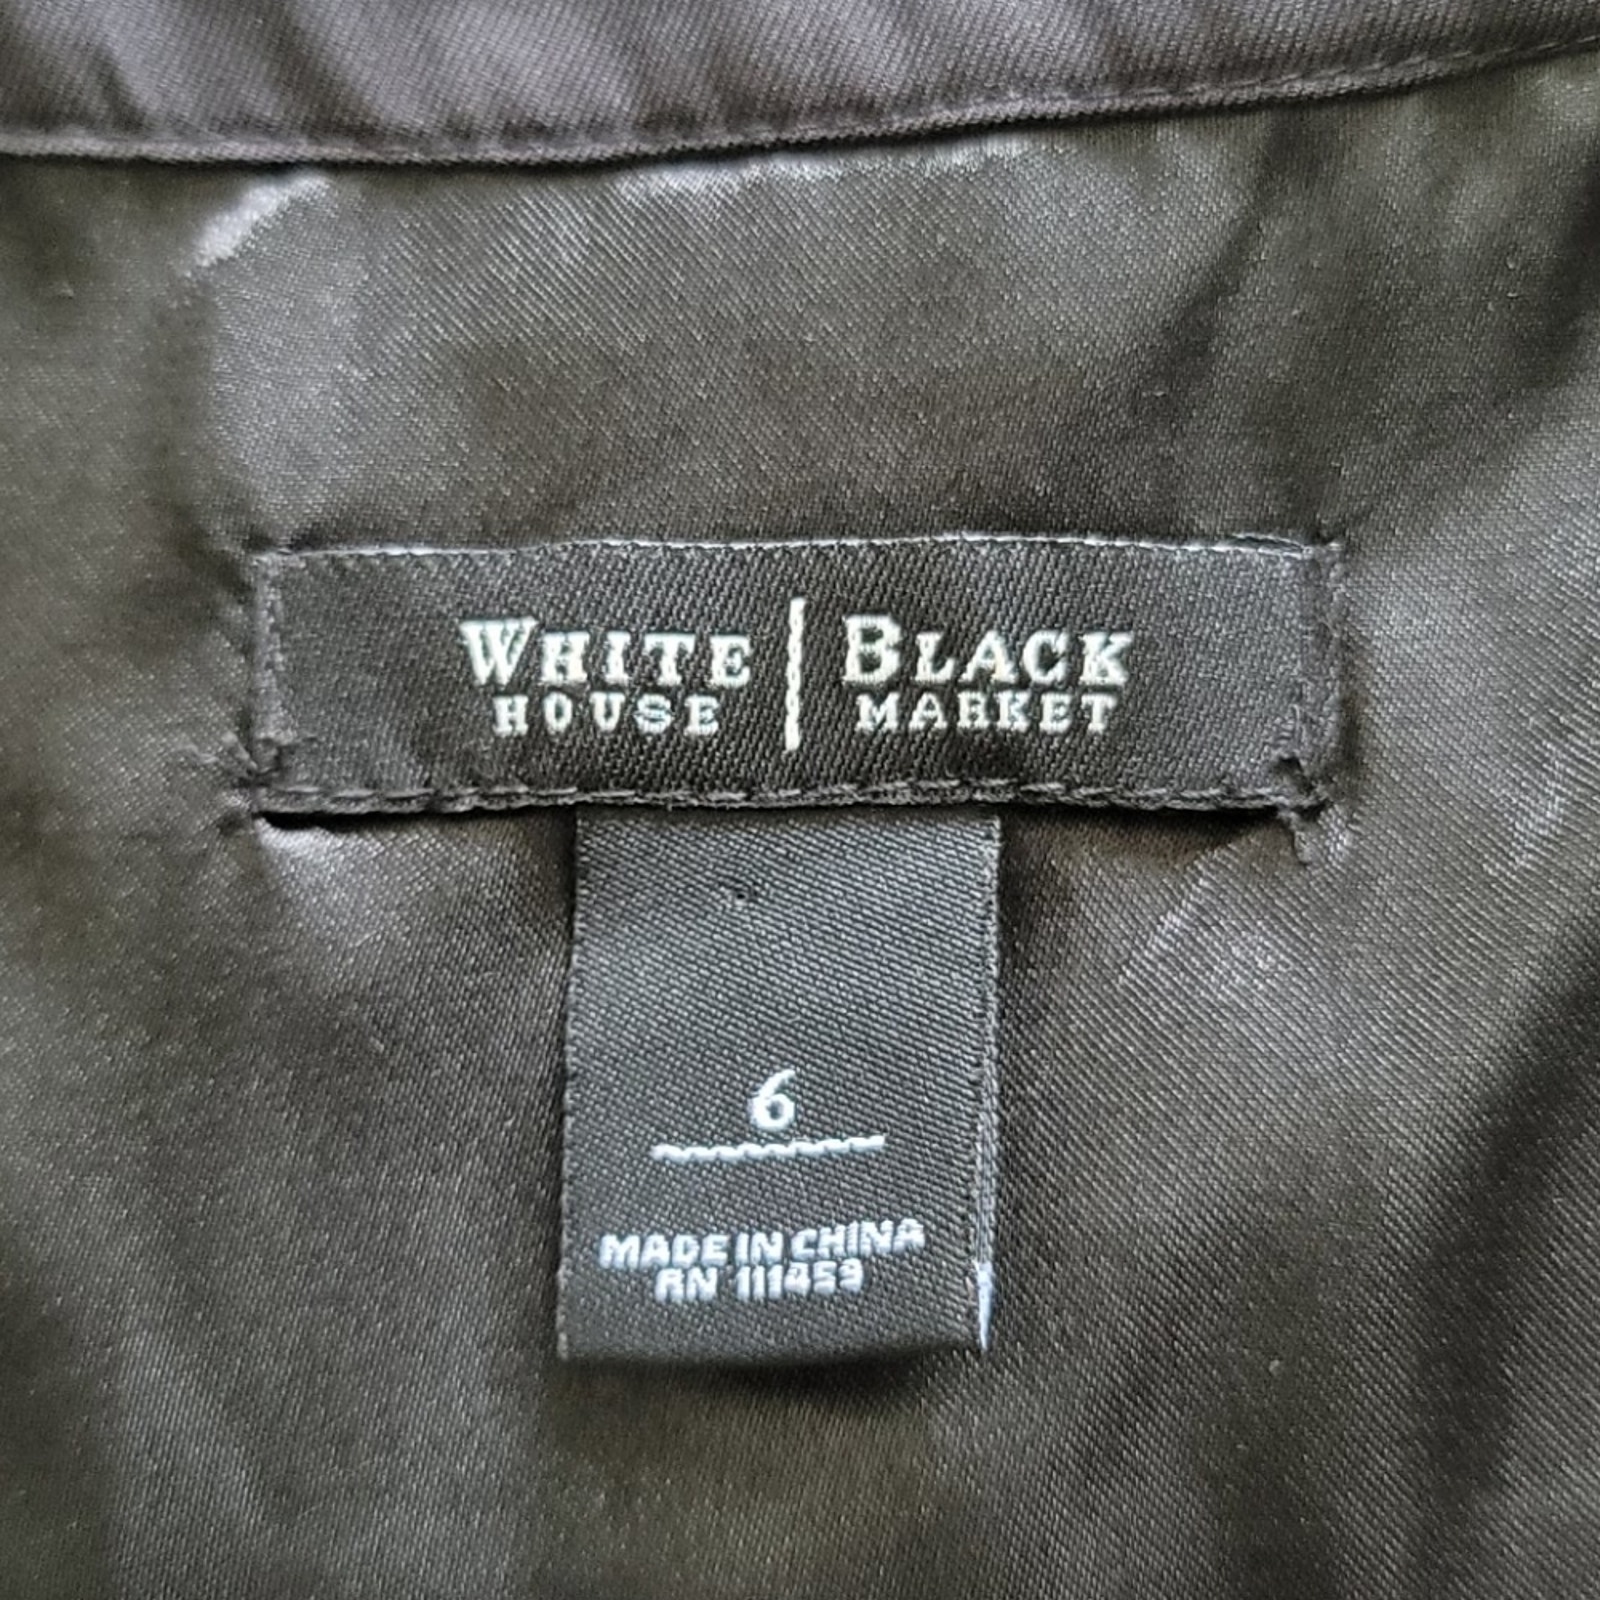 WHITE | BLACK
HOUSE | MARKET
6
MADE IN CHINA
RN 111459